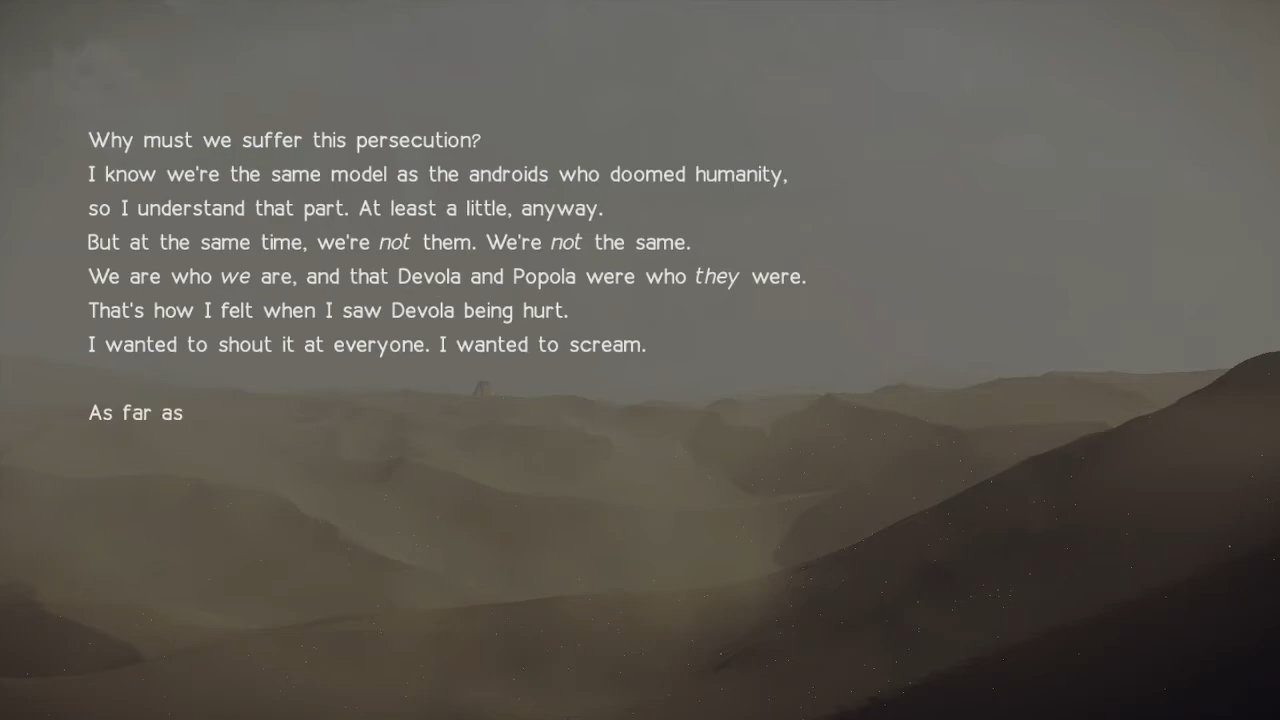 Why must we suffer this persecution?
I know we're the same model as the androids who doomed humanity,
so I understand that part. At least a little, anyway.
But at the same time, we're not them. We're not the same.
We are who we are, and that Devola and Popola were who they were.
That's how I felt when I saw Devola being hurt.
I wanted to shout it at everyone. I wanted to scream.
As far as